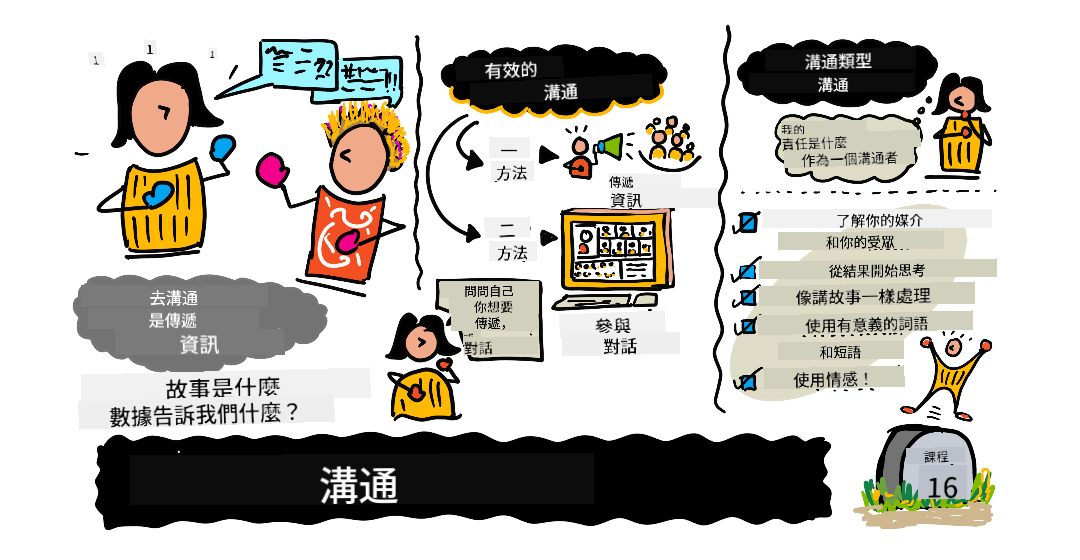 1
1
1
??
!!!
去溝通
是傳遞
資訊
故事是什麼
數據告訴我們什麼？
有效的
溝通
一
方法
傳遞
資訊
二
方法
問問自己
你想要
傳遞，
對話
參與
對話
溝通類型
溝通
我的
責任是什麼
作為一個溝通者
了解你的媒介
和你的受眾
從結果開始思考
像講故事一樣處理
使用有意義的詞語
和短語
使用情感！
溝通
課程
16